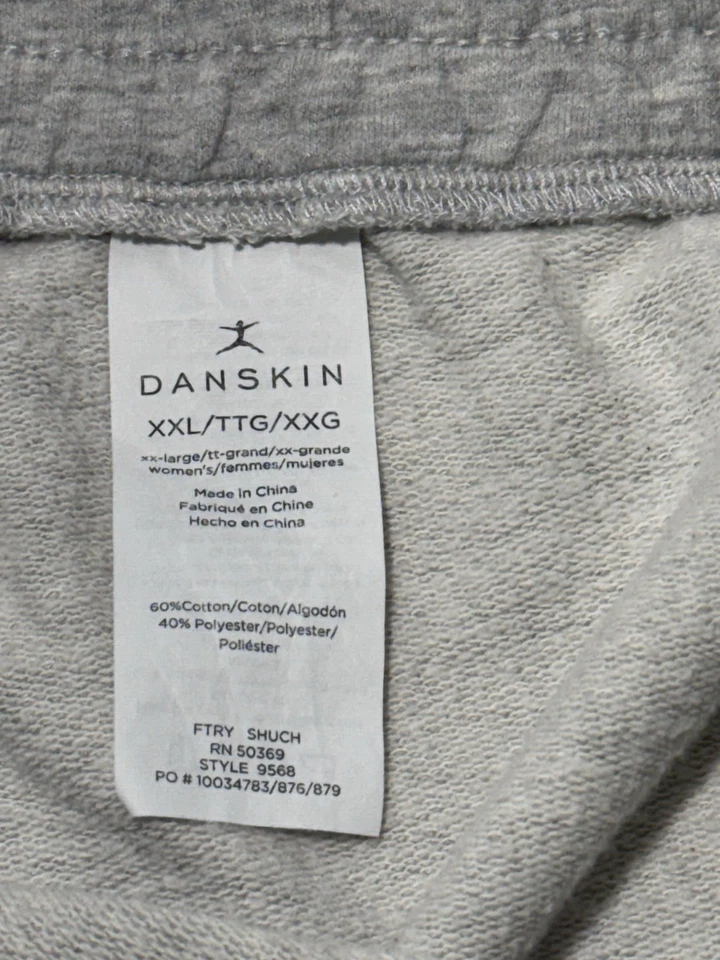 DANSKIN
XXL/TTG/XXG
xx-large/tt-grand/xx-grande
women's/femmes/mujeres
Made in China
Fabriqué en Chine
Hecho en China
60%Cotton/Coton/Algodón
40% Polyester/Polyester/
Poliéster
FTRY SHUCH
RN 50369
STYLE 9568
PO # 10034783/876/879